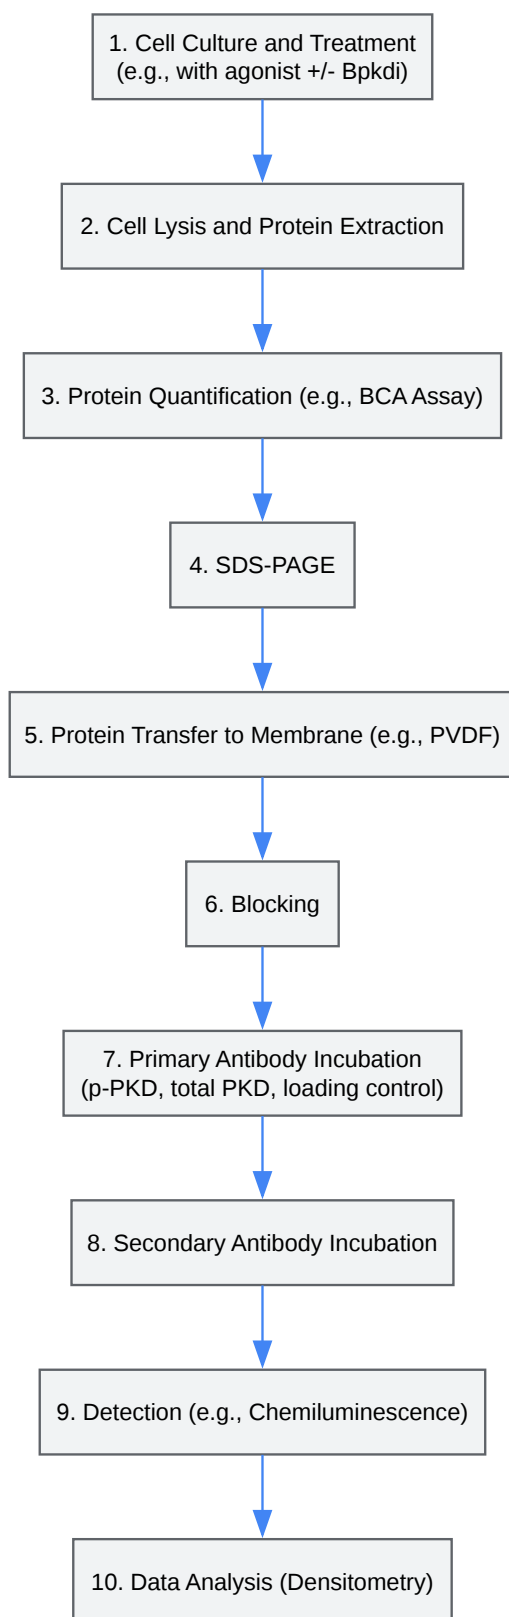 1. Cell Culture and Treatment
(e.g., with agonist +/- Bpkdi)
2. Cell Lysis and Protein Extraction
3. Protein Quantification (e.g., BCA Assay)
4. SDS-PAGE
5. Protein Transfer to Membrane (e.g., PVDF)
6. Blocking
7. Primary Antibody Incubation
(p-PKD, total PKD, loading control)
8. Secondary Antibody Incubation
9. Detection (e.g., Chemiluminescence)
10. Data Analysis (Densitometry)